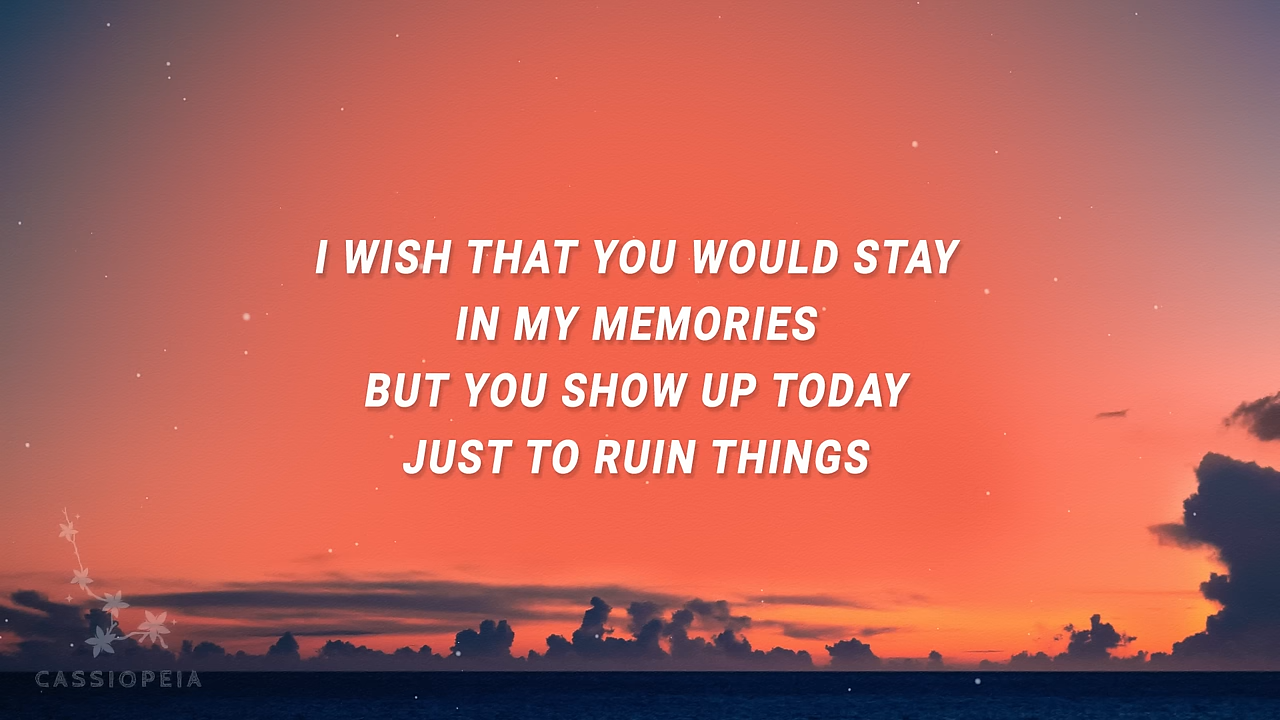 I WISH THAT YOU WOULD STAY
IN MY MEMORIES
BUT YOU SHOW UP TODAY
JUST TO RUIN THINGS
CASSIOPEIA